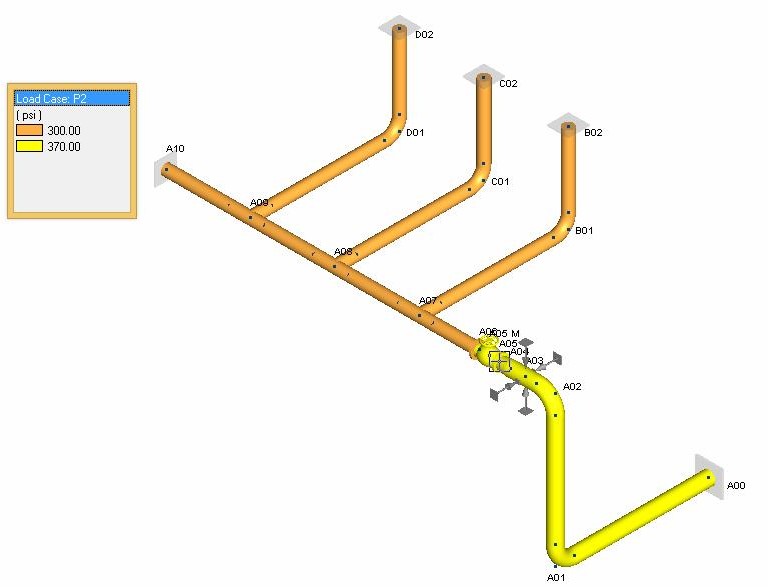 D02
C02
Load Case: P2
( psi )
300.00
370.00
B02
D01
A10
C01
A09
B01
A08
A07
A06
A05 M
A05
A04
A03
A02
A00
A01